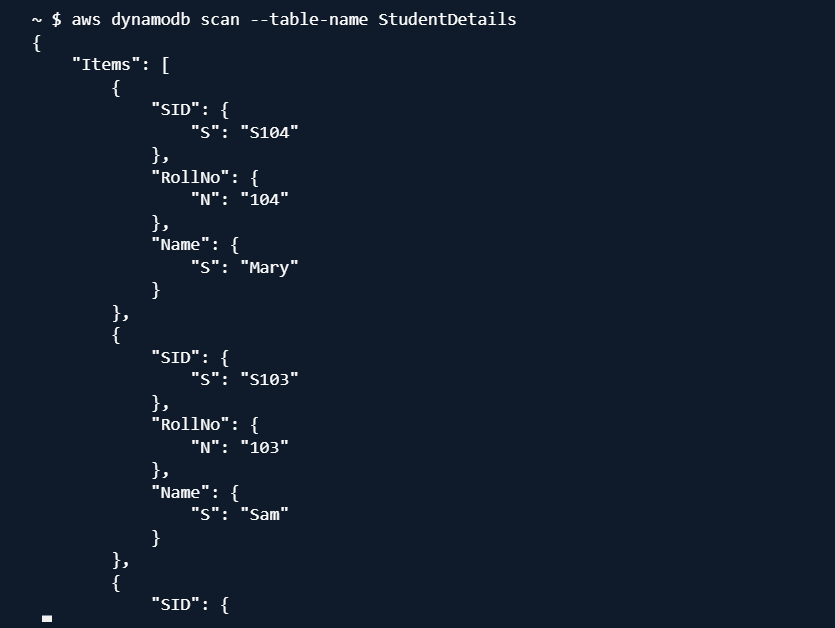 ~ $ aws dynamodb scan --table-name StudentDetails
{
    "Items": [
        {
            "SID": {
                "S": "S104"
            },
            "RollNo": {
                "N": "104"
            },
            "Name": {
                "S": "Mary"
            }
        },
        {
            "SID": {
                "S": "S103"
            },
            "RollNo": {
                "N": "103"
            },
            "Name": {
                "S": "Sam"
            }
        },
        {
            "SID": {